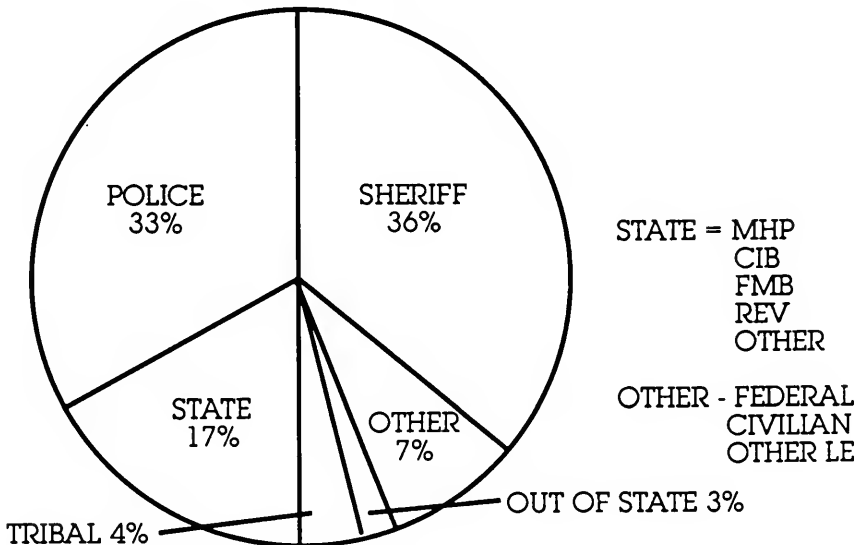 POLICE
33%
SHERIFF
36%
STATE = MHP
CIB
FMB
REV
OTHER
STATE
17%
OTHER
7%
OTHER - FEDERAL
CIVILIAN
OTHER LE
TRIBAL 4%
OUT OF STATE 3%